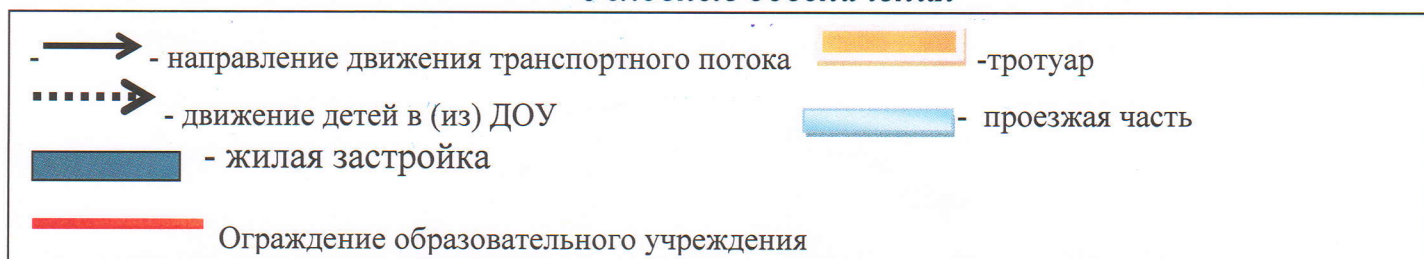 - - направление движения транспортного потока -тротуар
- движение детей в (из) ДОУ - проезжая часть
- жилая застройка
Ограждение образовательного учреждения